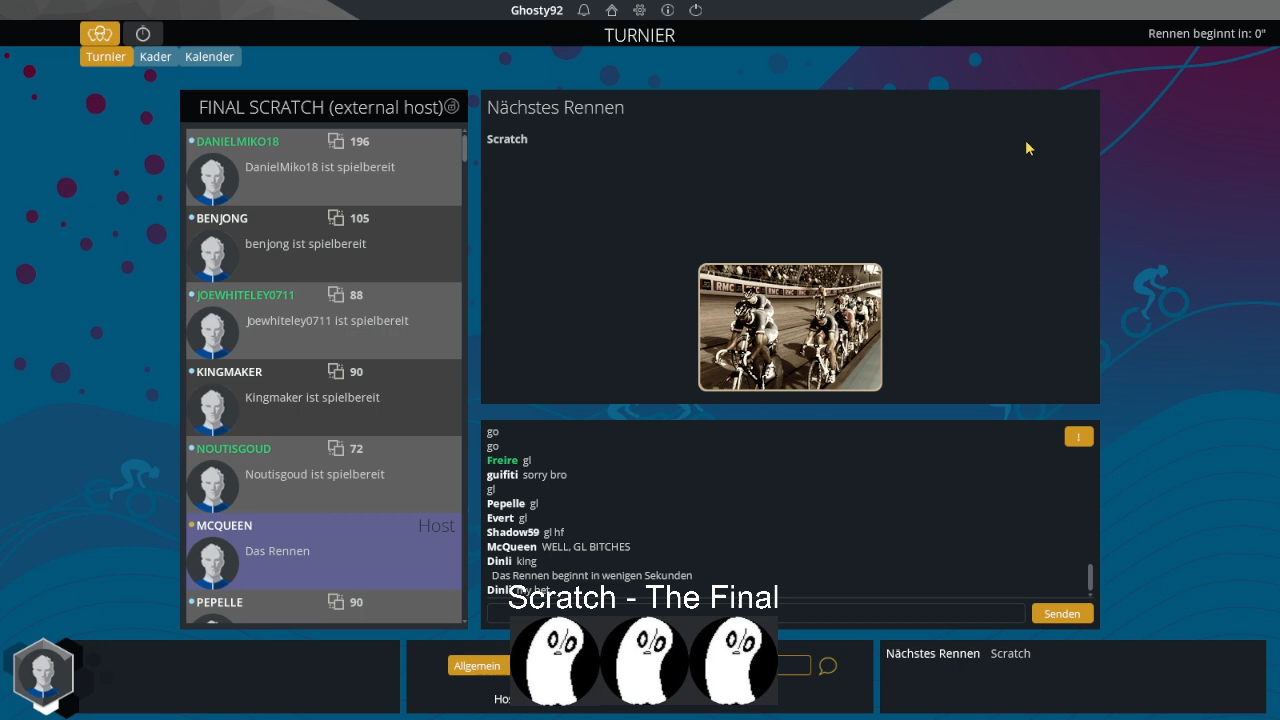 Ghosty92
TURNIER
Rennen beginnt in: 0"
Turnier
Kader
Kalender
FINAL SCRATCH (external host)
DANIELMIKO18 196
DanielMiko18 ist spielbereit
BENJONG 105
benjong ist spielbereit
JOEWHITELEY0711 88
Joewhiteley0711 ist spielbereit
KINGMAKER 90
Kingmaker ist spielbereit
NOUTISGOUD 72
Noutisgoud ist spielbereit
MCQUEEN Host
Das Rennen
PEPELLE 90
Nächstes Rennen
Scratch
RMC
go
go
Freire gl
guifiti sorry bro
gl
Pepelle gl
Evert gl
Shadow59 gl hf
McQueen WELL, GL BITCHES
Dinli king
Das Rennen beginnt in wenigen Sekunden
Dinli
!
Senden
Scratch - The Final
Allgemein
Nächstes Rennen Scratch